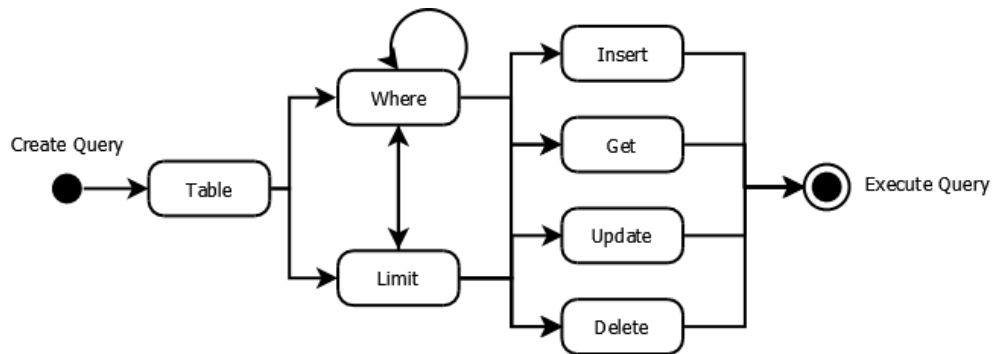 Create Query
Table
Where
Limit
Insert
Get
Update
Delete
Execute Query